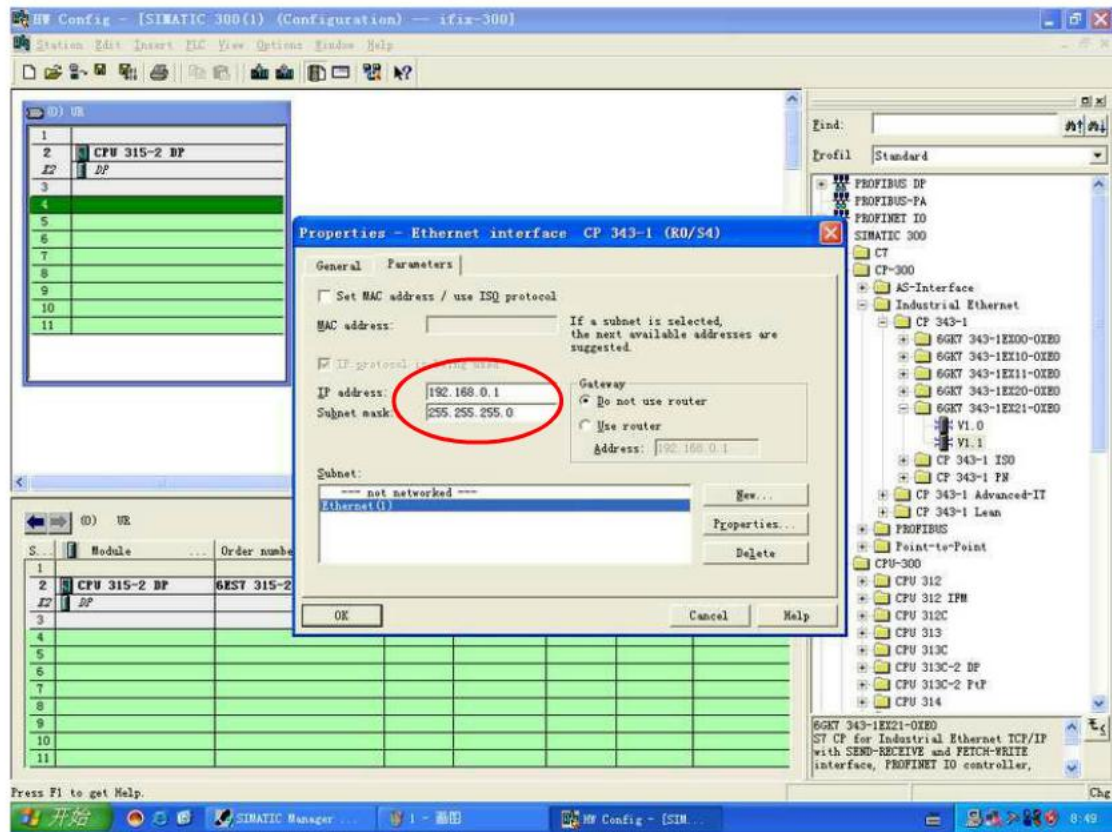 HW Config - [SIMATIC 300(1) (Configuration) -- ifix-300]
Station Edit Insert PLC View Options Window Help
(0) UR
1
2 CPU 315-2 DP
X2 DP
3
4
5
6
7
8
9
10
11
Find:
Profil Standard
PROFIBUS DP
PROFIBUS-PA
PROFINET IO
SIMATIC 300
C7
CP-300
AS-Interface
Industrial Ethernet
CP 343-1
6GK7 343-1EX00-0XE0
6GK7 343-1EX10-0XE0
6GK7 343-1EX11-0XE0
6GK7 343-1EX20-0XE0
6GK7 343-1EX21-0XE0
V1.0
V1.1
CP 343-1 ISO
CP 343-1 PN
CP 343-1 Advanced-IT
CP 343-1 Lean
PROFIBUS
Point-to-Point
CPU-300
CPU 312
CPU 312 IFM
CPU 312C
CPU 313
CPU 313C
CPU 313C-2 DP
CPU 313C-2 PtP
CPU 314
6GK7 343-1EX21-0XE0
S7 CP for Industrial Ethernet TCP/IP
with SEND-RECEIVE and FETCH-WRITE
interface, PROFINET IO controller,
Properties - Ethernet interface CP 343-1 (R0/S4)
General Parameters
Set MAC address / use ISO protocol
MAC address:
If a subnet is selected,
the next available addresses are
suggested.
IP protocol is being used
IP address: 192.168.0.1
Subnet mask: 255.255.255.0
Gateway
Do not use router
Use router
Address: 192.168.0.1
Subnet:
--- not networked ---
Ethernet(1)
New...
Properties...
Delete
OK Cancel Help
(0) UR
S... Module ... Order numbe
1
2 CPU 315-2 DP 6ES7 315-2
X2 DP
3
4
5
6
7
8
9
10
11
Press F1 to get Help.
Chg
开始 SIMATIC Manager ... 1 - 画图 HW Config - [SIM... 8:49